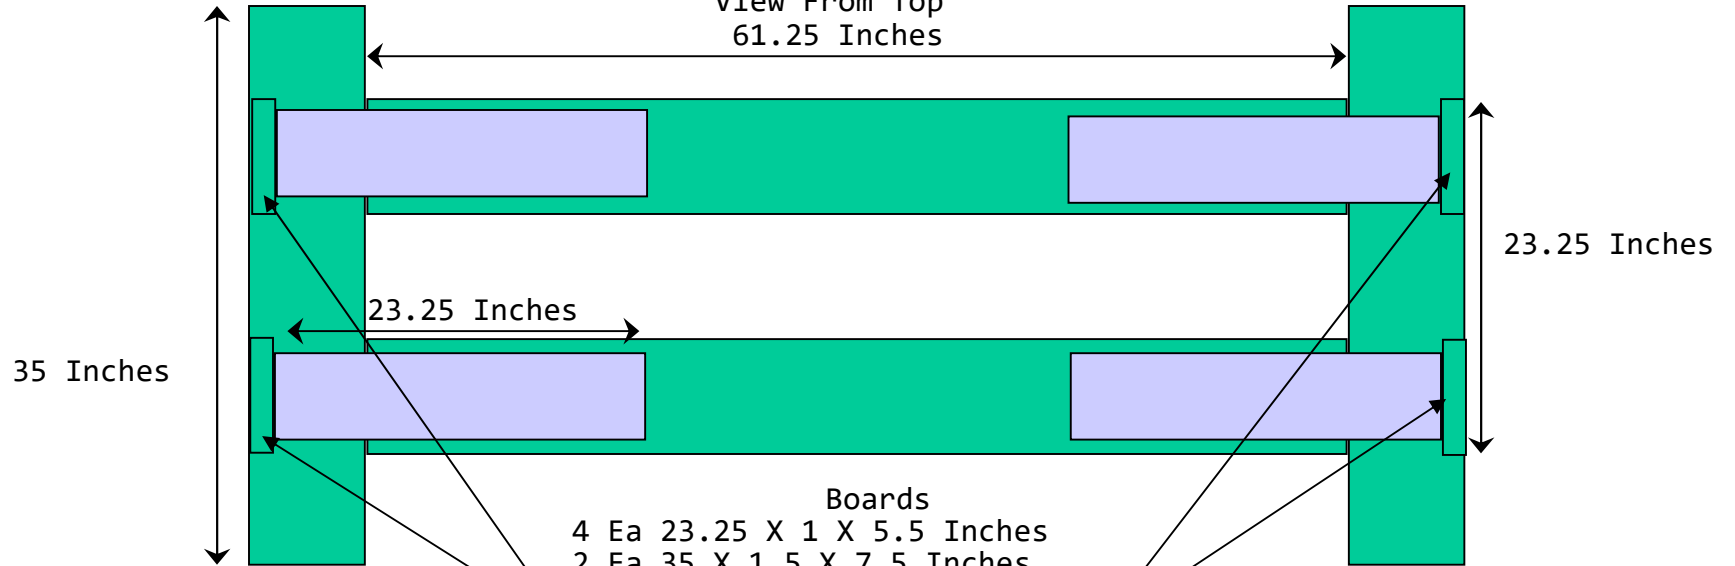 View From Top
61.25 Inches
23.25 Inches
23.25 Inches
35 Inches
Boards
4 Ea 23.25 X 1 X 5.5 Inches
2 Ea 35 X 1.5 X 7.5 Inches